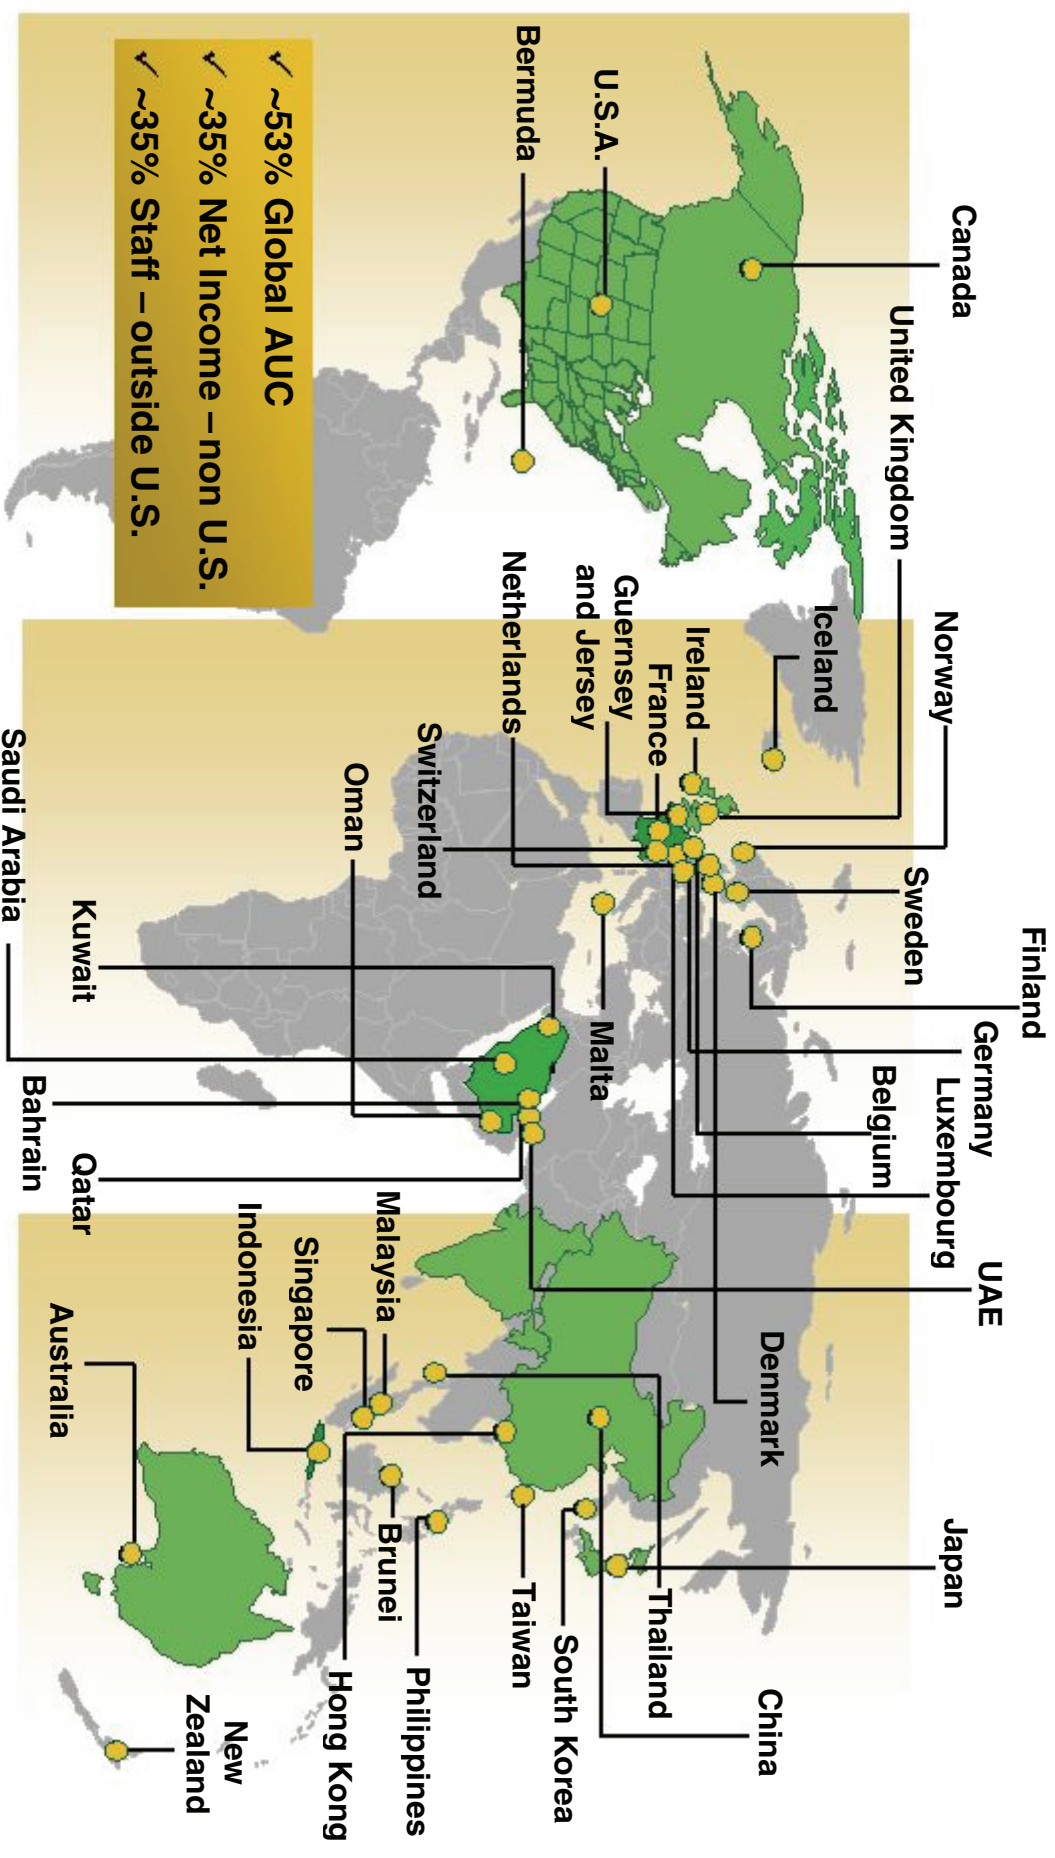 Canada
U.S.A.
Bermuda
✓ ~53% Global AUC
✓ ~35% Net Income – non U.S.
✓ ~35% Staff – outside U.S.
United Kingdom
Norway
Iceland
Sweden
Finland
Ireland
France
Guernsey
and Jersey
Netherlands
Switzerland
Oman
Saudi Arabia
Kuwait
Malta
Germany
Belgium
Luxembourg
Bahrain
Qatar
UAE
Denmark
Malaysia
Singapore
Indonesia
Australia
Japan
China
Thailand
South Korea
Taiwan
Brunei
Philippines
Hong Kong
New
Zealand